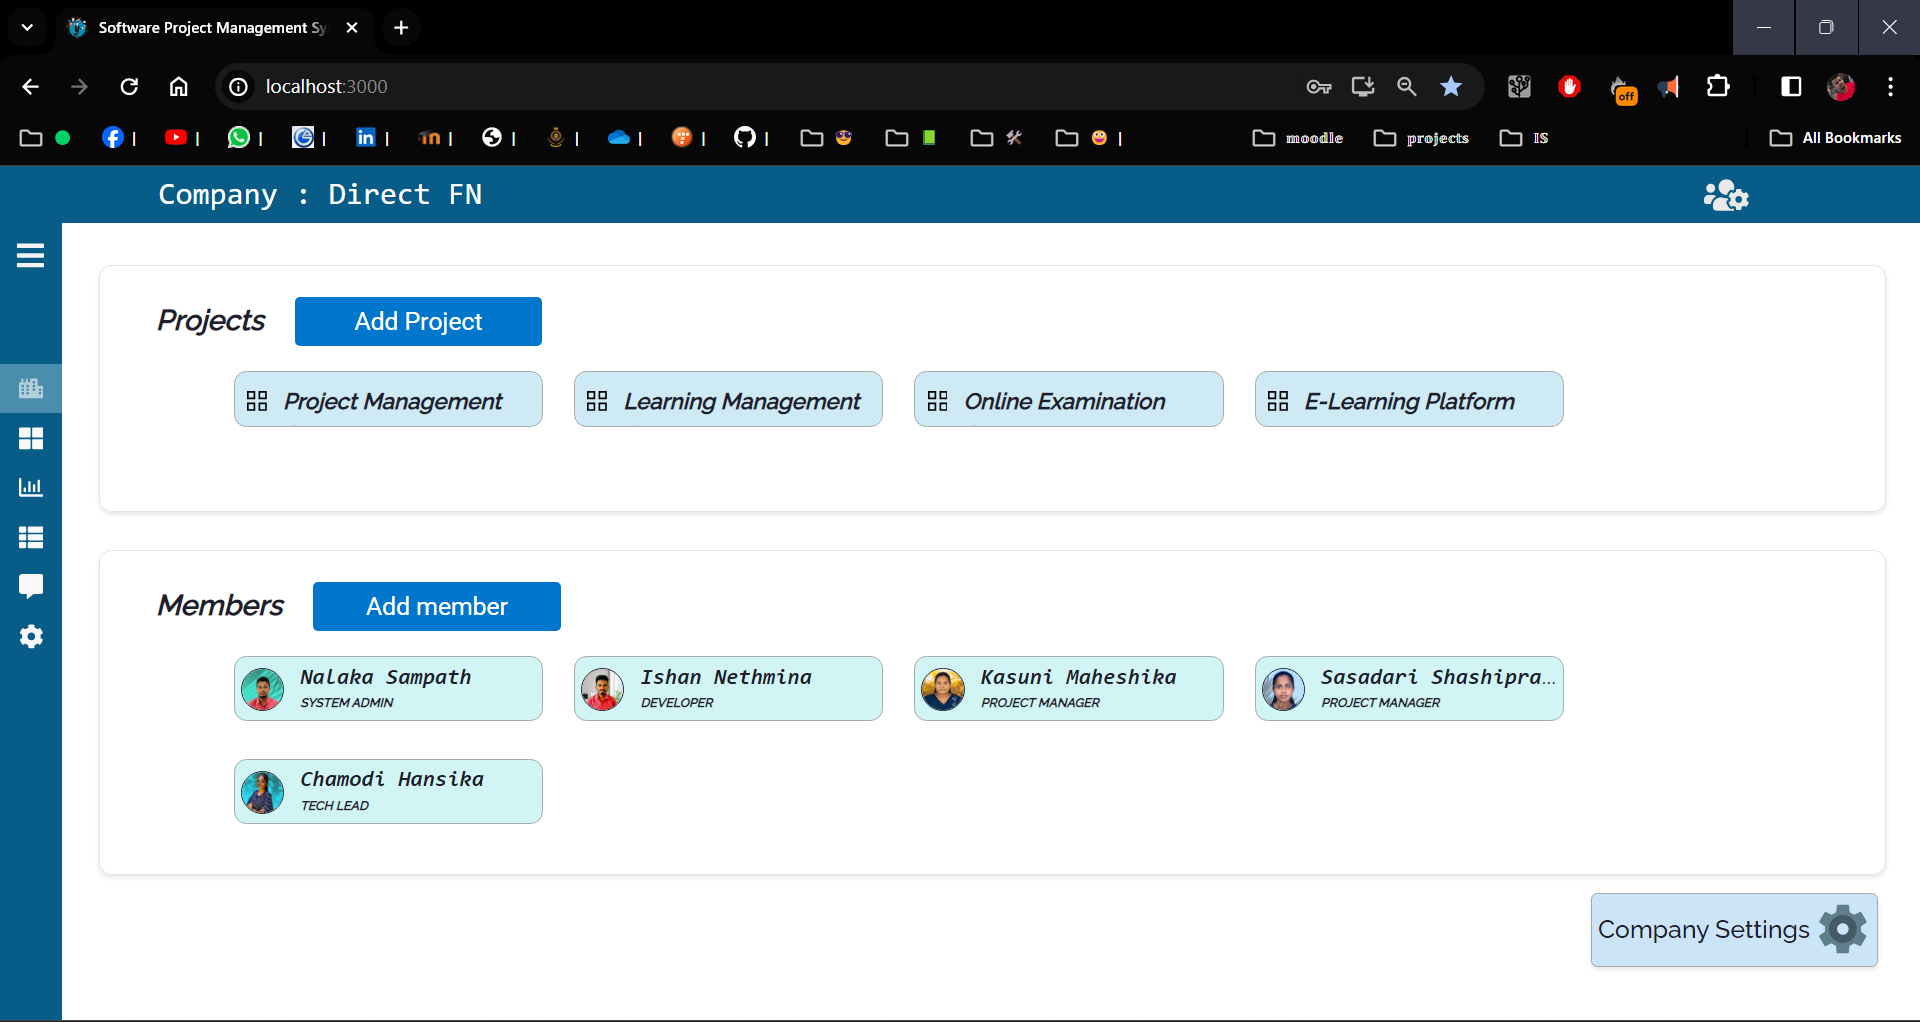 Software Project Management Sy
localhost:3000
moodle
projects
IS
All Bookmarks
Company : Direct FN
Projects
Add Project
Project Management
Learning Management
Online Examination
E-Learning Platform
Members
Add member
Nalaka Sampath
SYSTEM ADMIN
Ishan Nethmina
DEVELOPER
Kasuni Maheshika
PROJECT MANAGER
Sasadari Shashipra...
PROJECT MANAGER
Chamodi Hansika
TECH LEAD
Company Settings
off
in